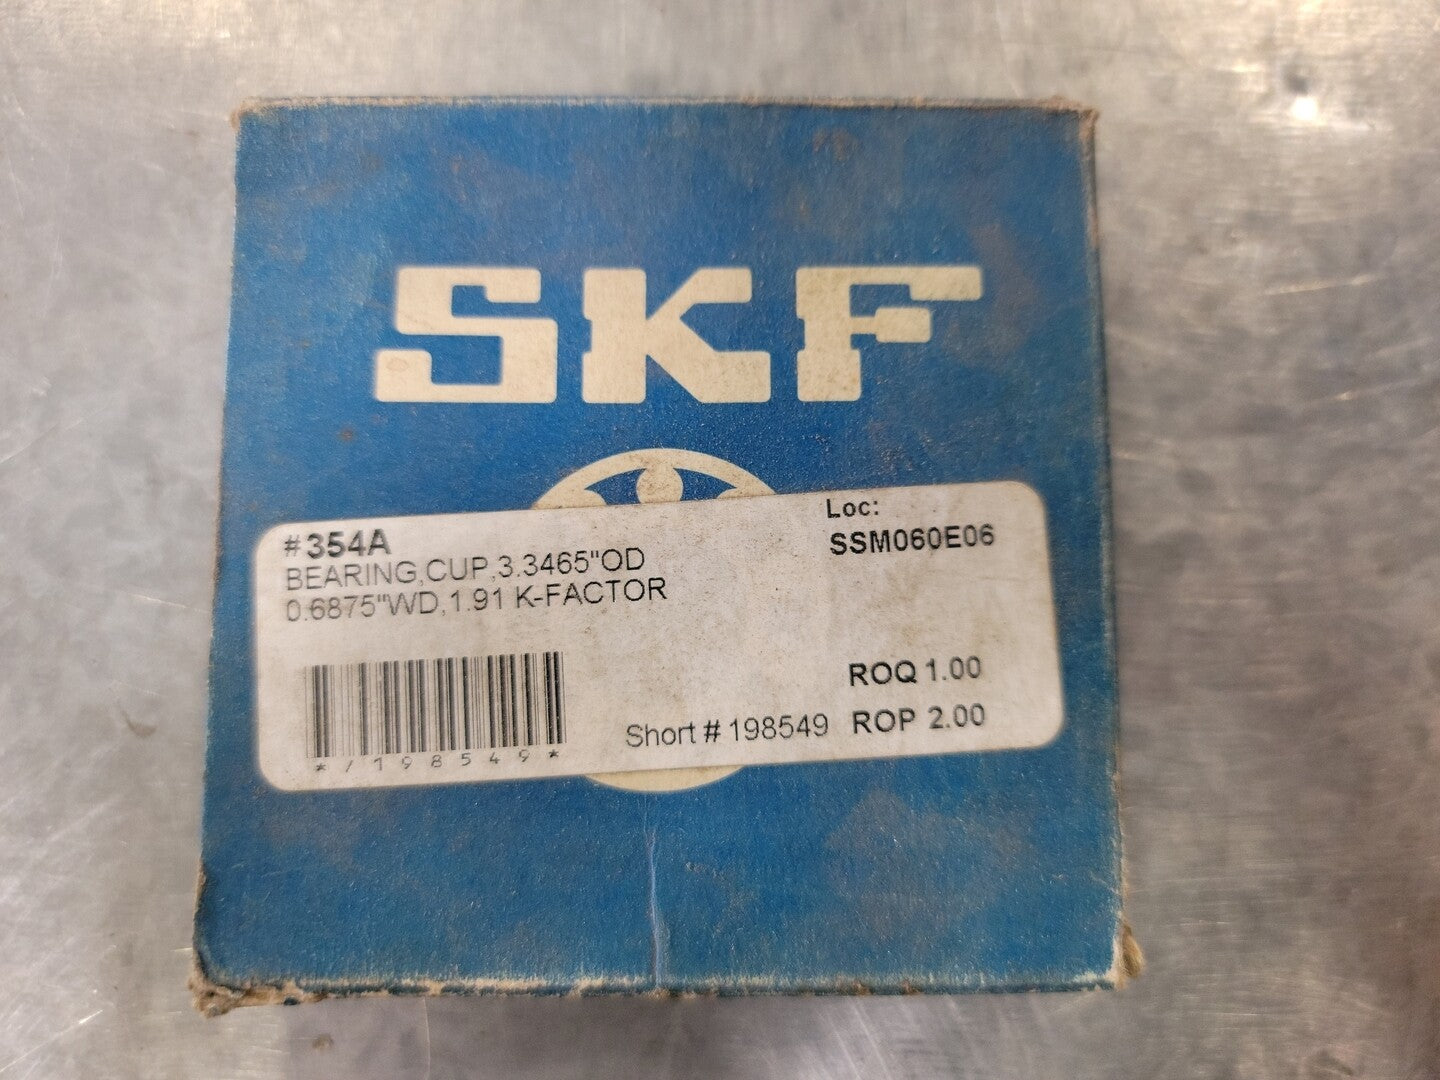 SKF
#354A
BEARING,CUP,3.3465"OD
0.6875"WD,1.91 K-FACTOR
Loc:
SSM060E06
ROQ 1.00
Short # 198549 ROP 2.00
*/198549*